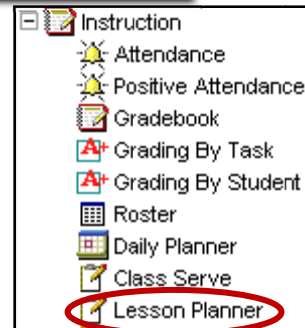 Instruction
Attendance
Positive Attendance
Gradebook
A+ Grading By Task
A+ Grading By Student
Roster
Daily Planner
Class Serve
Lesson Planner